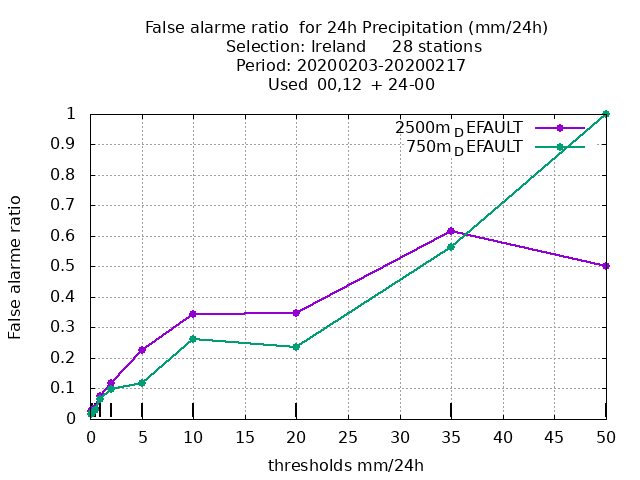 False alarme ratio  for 24h Precipitation (mm/24h)
Selection: Ireland     28 stations
Period: 20200203-20200217
Used  00,12  + 24-00
2500m_DEFAULT
750m_DEFAULT
False alarme ratio
1
0.9
0.8
0.7
0.6
0.5
0.4
0.3
0.2
0.1
0
0 5 10 15 20 25 30 35 40 45 50
thresholds mm/24h